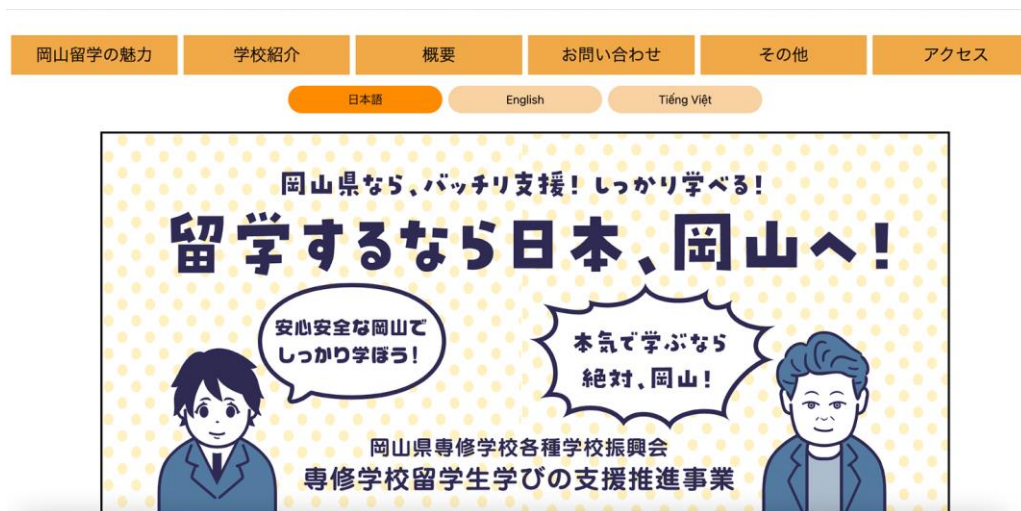 岡山留学の魅力
学校紹介
概要
お問い合わせ
その他
アクセス
日本語
English
Tiếng Việt
岡山県なら、バッチリ支援！しっかり学べる！
留学するなら日本、岡山へ！
安心安全な岡山で
しっかり学ぼう！
本気で学ぶなら
絶対、岡山！
岡山県専修学校各種学校振興会
専修学校留学生学びの支援推進事業